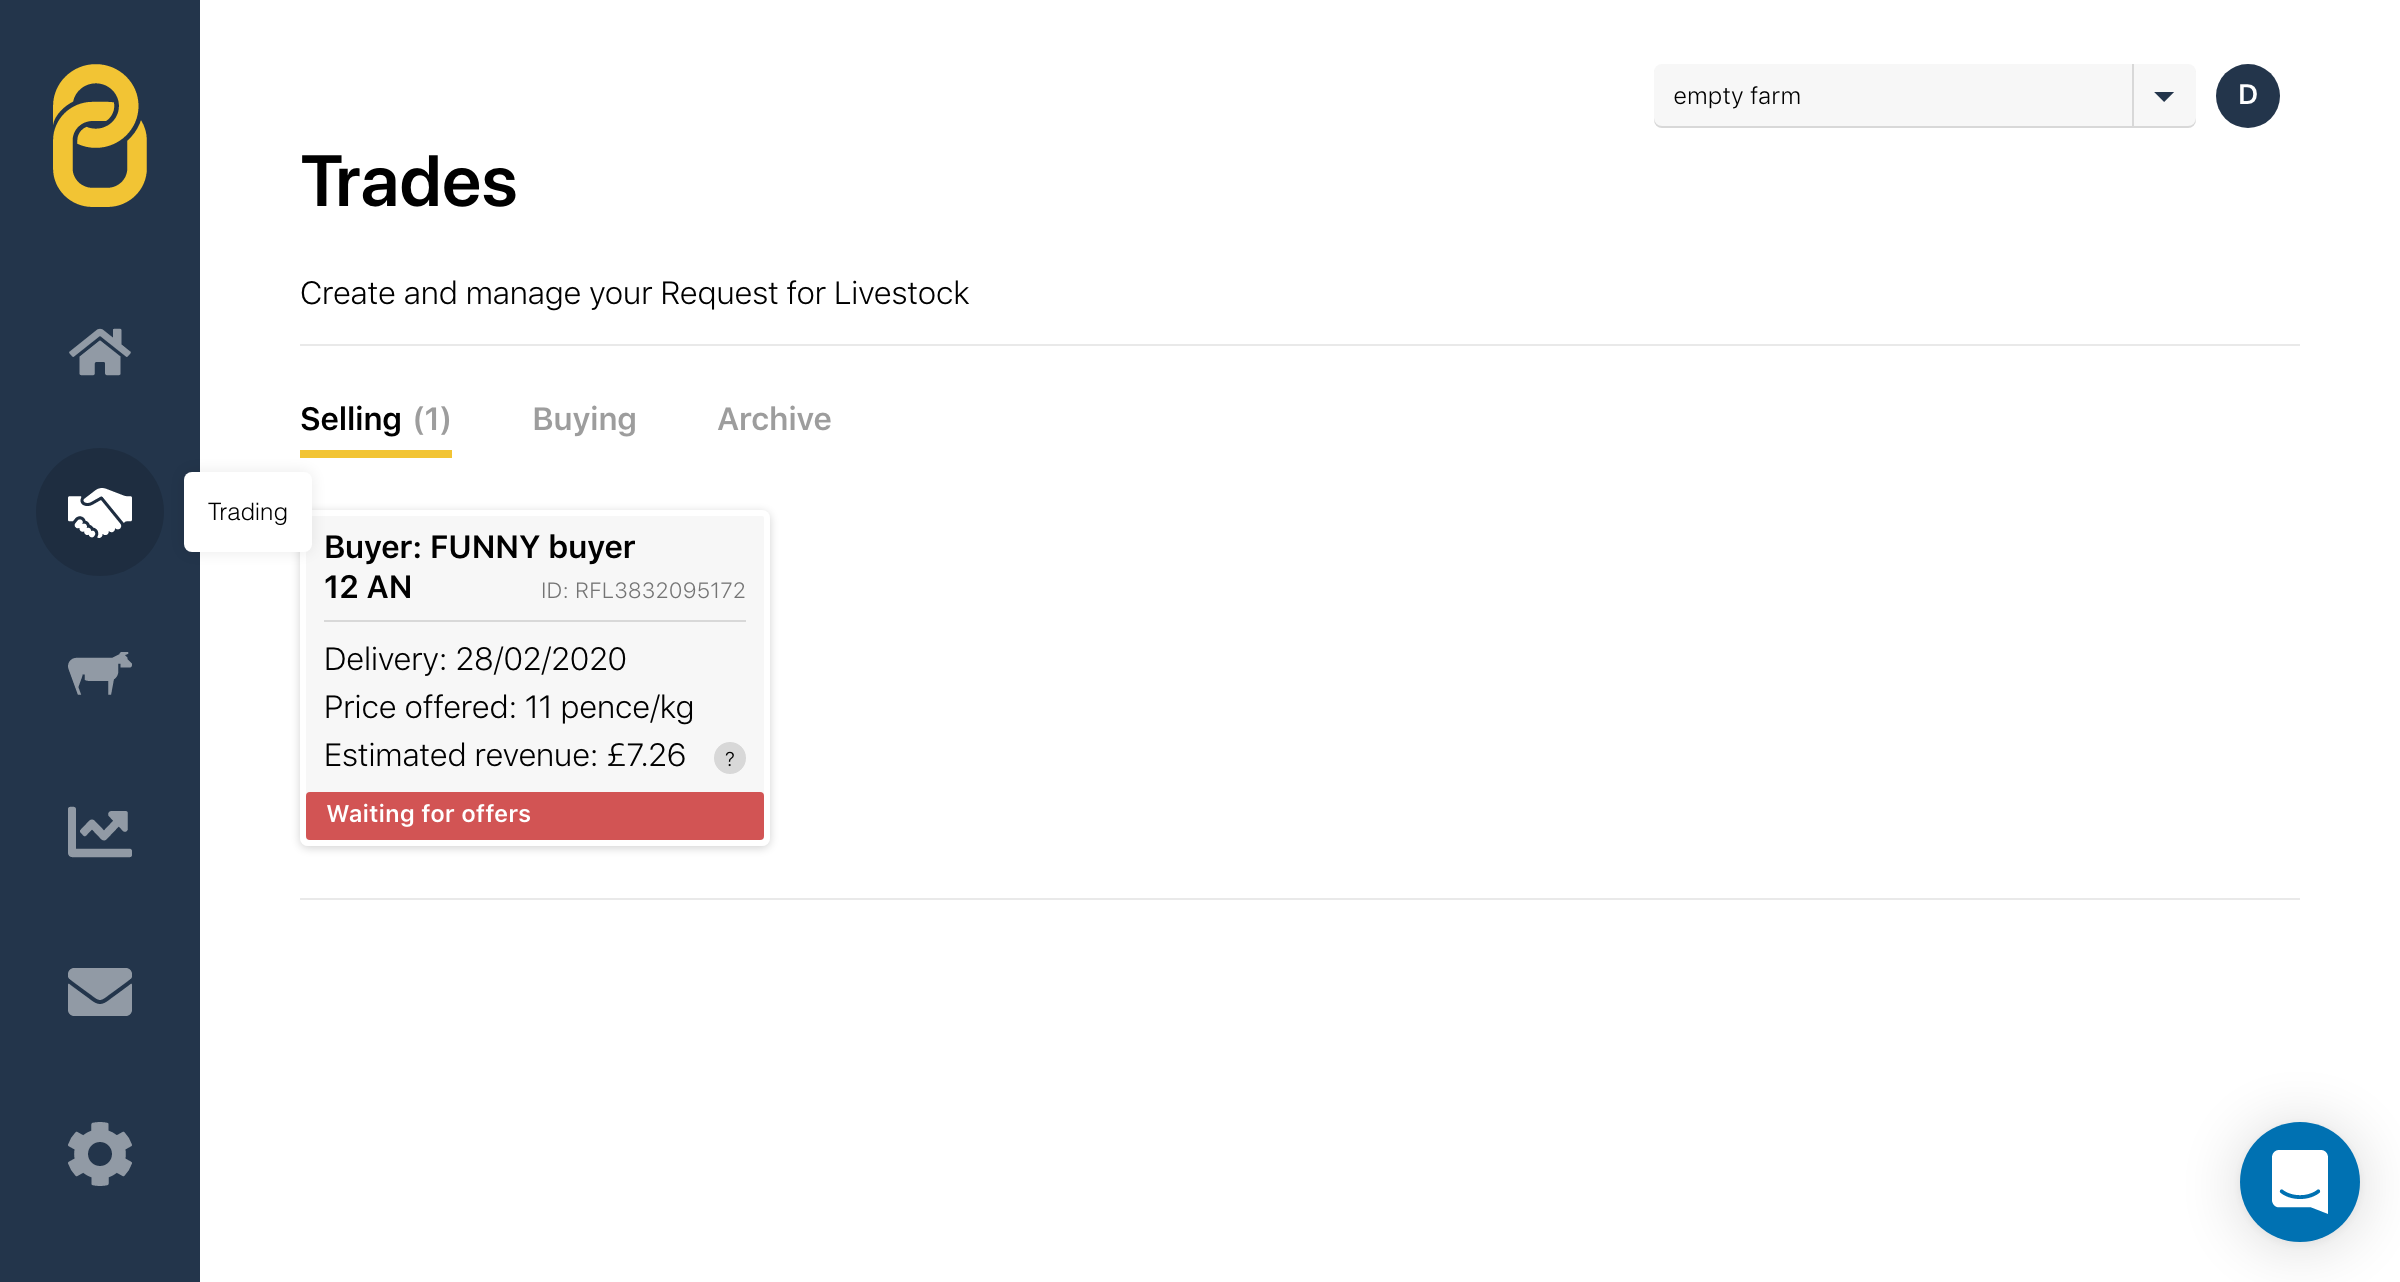 empty farm
D
Trades
Create and manage your Request for Livestock
Selling (1)
Buying
Archive
Trading
Buyer: FUNNY buyer
12 AN
ID: RFL3832095172
Delivery: 28/02/2020
Price offered: 11 pence/kg
Estimated revenue: £7.26
?
Waiting for offers